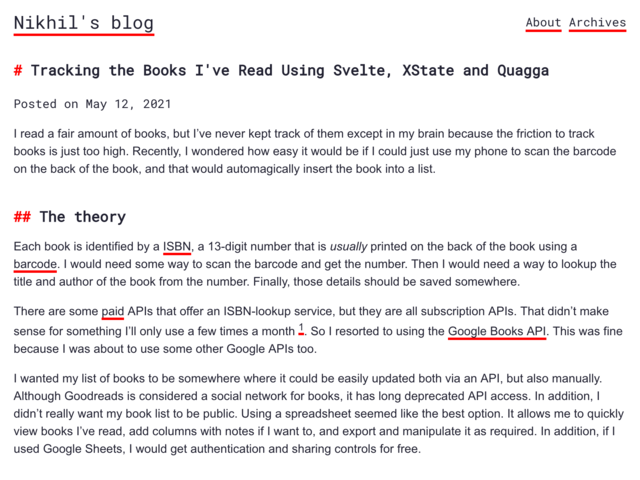 Nikhil's blog
About Archives
# Tracking the Books I've Read Using Svelte, XState and Quagga
Posted on May 12, 2021
I read a fair amount of books, but I've never kept track of them except in my brain because the friction to track
books is just too high. Recently, I wondered how easy it would be if I could just use my phone to scan the barcode
on the back of the book, and that would automagically insert the book into a list.
## The theory
Each book is identified by a ISBN, a 13-digit number that is usually printed on the back of the book using a
barcode. I would need some way to scan the barcode and get the number. Then I would need a way to lookup the
title and author of the book from the number. Finally, those details should be saved somewhere.
There are some paid APIs that offer an ISBN-lookup service, but they are all subscription APIs. That didn't make
sense for something I'll only use a few times a month 1. So I resorted to using the Google Books API. This was fine
because I was about to use some other Google APIs too.
I wanted my list of books to be somewhere where it could be easily updated both via an API, but also manually.
Although Goodreads is considered a social network for books, it has long deprecated API access. In addition, I
didn't really want my book list to be public. Using a spreadsheet seemed like the best option. It allows me to quickly
view books I've read, add columns with notes if I want to, and export and manipulate it as required. In addition, if I
used Google Sheets, I would get authentication and sharing controls for free.